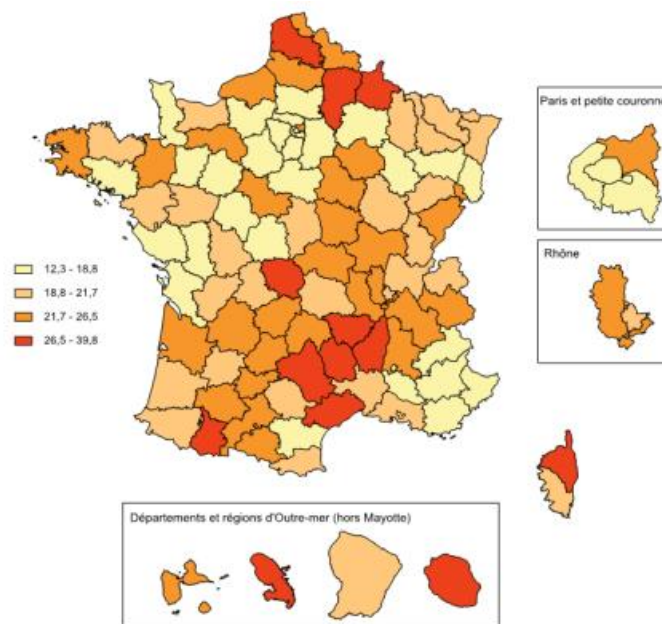 Paris et petite couronne
Rhône
12,3 - 18,8
18,8 - 21,7
21,7 - 26,5
26,5 - 39,8
Départements et régions d'Outre-mer (hors Mayotte)